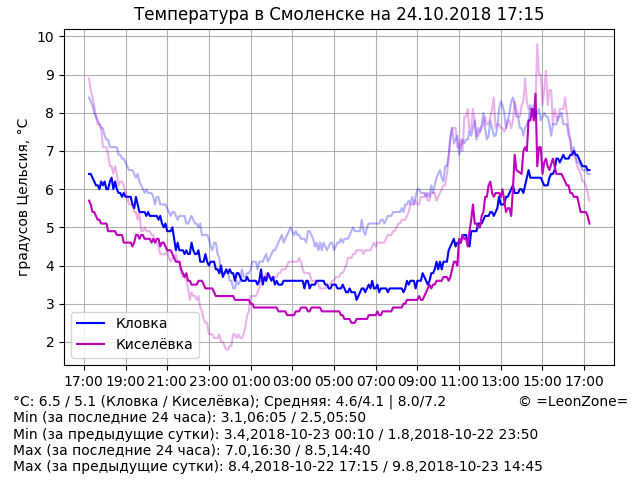 Температура в Смоленске на 24.10.2018 17:15
градусов Цельсия, °C
10
9
8
7
6
5
4
3
2
Кловка
Киселёвка
17:00 19:00 21:00 23:00 01:00 03:00 05:00 07:00 09:00 11:00 13:00 15:00 17:00
°C: 6.5 / 5.1 (Кловка / Киселёвка); Средняя: 4.6/4.1 | 8.0/7.2 © =LeonZone=
Min (за последние 24 часа): 3.1,06:05 / 2.5,05:50
Min (за предыдущие сутки): 3.4,2018-10-23 00:10 / 1.8,2018-10-22 23:50
Max (за последние 24 часа): 7.0,16:30 / 8.5,14:40
Max (за предыдущие сутки): 8.4,2018-10-22 17:15 / 9.8,2018-10-23 14:45